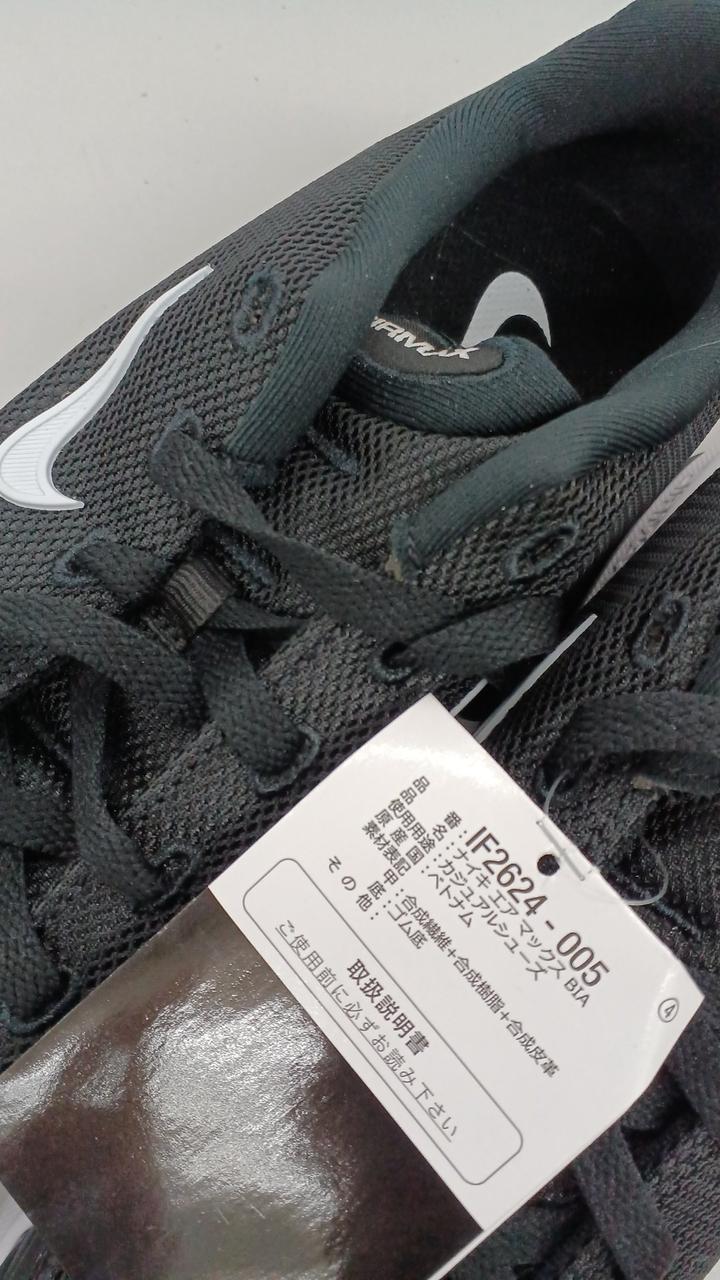 AIRMAX
品番：IF2624-005
品名：ナイキ エア マックス BIA
使用用途：カジュアルシューズ
原産国：ベトナム
素材表記 甲：合成繊維+合成樹脂+合成皮革
底：ゴム底
その他：
④
取扱説明書
ご使用前に必ずお読み下さい